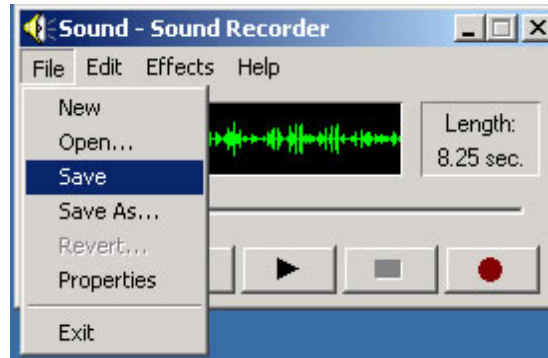 Sound - Sound Recorder
File Edit Effects Help
New
Open...
Save
Save As...
Revert...
Properties
Exit
Length:
8.25 sec.